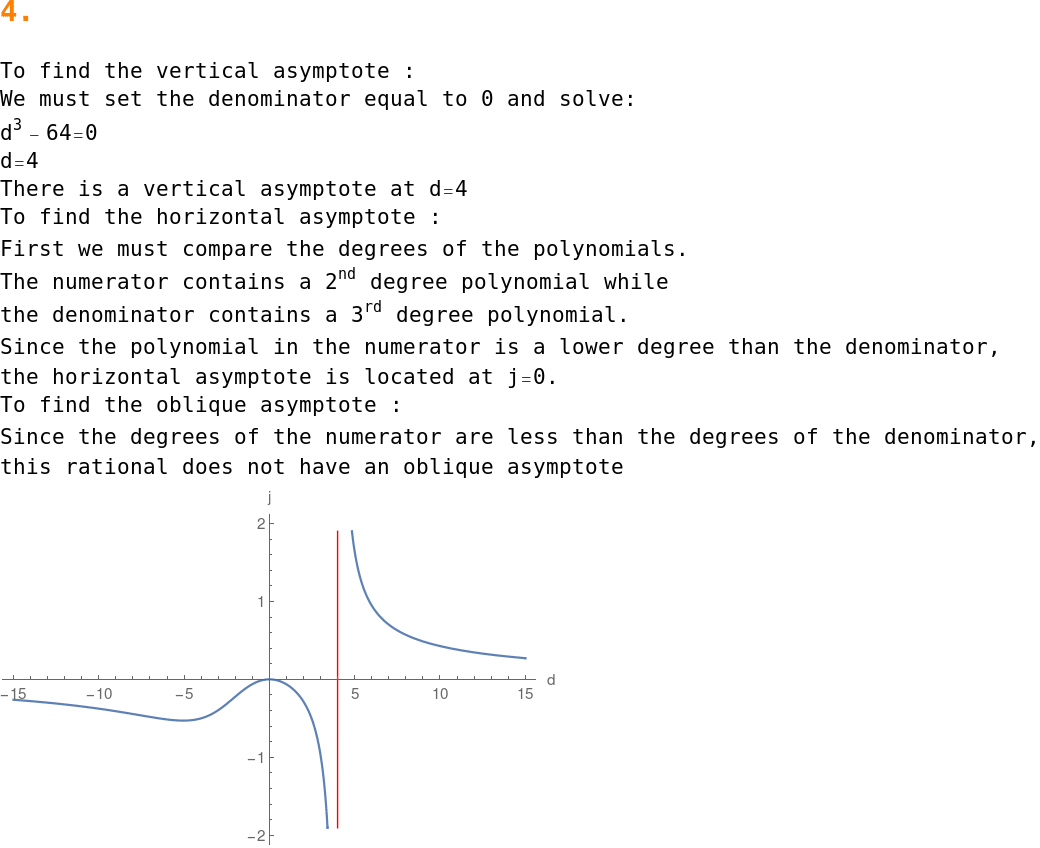 4.
To find the vertical asymptote :
We must set the denominator equal to 0 and solve:
d³ – 64=0
d=4
There is a vertical asymptote at d=4
To find the horizontal asymptote :
First we must compare the degrees of the polynomials.
The numerator contains a 2ⁿᵈ degree polynomial while
the denominator contains a 3ʳᵈ degree polynomial.
Since the polynomial in the numerator is a lower degree than the denominator,
the horizontal asymptote is located at j=0.
To find the oblique asymptote :
Since the degrees of the numerator are less than the degrees of the denominator,
this rational does not have an oblique asymptote
j
2
1
−15 −10 −5 5 10 15 d
−1
−2